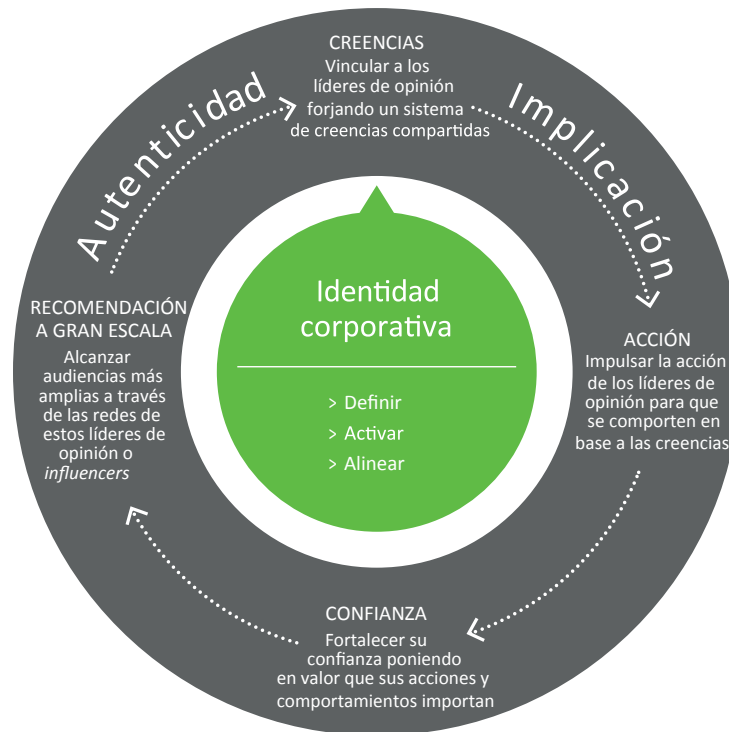 Autenticidad
Implicación
CREENCIAS
Vincular a los
líderes de opinión
forjando un sistema
de creencias compartidas
ACCIÓN
Impulsar la acción
de los líderes de
opinión para que
se comporten en
base a las creencias
CONFIANZA
Fortalecer su
confianza poniendo
en valor que sus acciones y
comportamientos importan
RECOMENDACIÓN
A GRAN ESCALA
Alcanzar
audiencias más
amplias a través
de las redes de
estos líderes de
opinión o
influencers
Identidad
corporativa
> Definir
> Activar
> Alinear